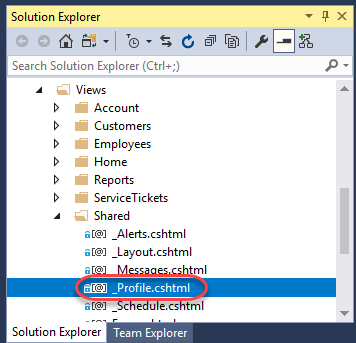 Solution Explorer
Search Solution Explorer (Ctrl+;)
Views
Account
Customers
Employees
Home
Reports
ServiceTickets
Shared
_Alerts.cshtml
_Layout.cshtml
_Messages.cshtml
_Profile.cshtml
_Schedule.cshtml
Solution Explorer Team Explorer